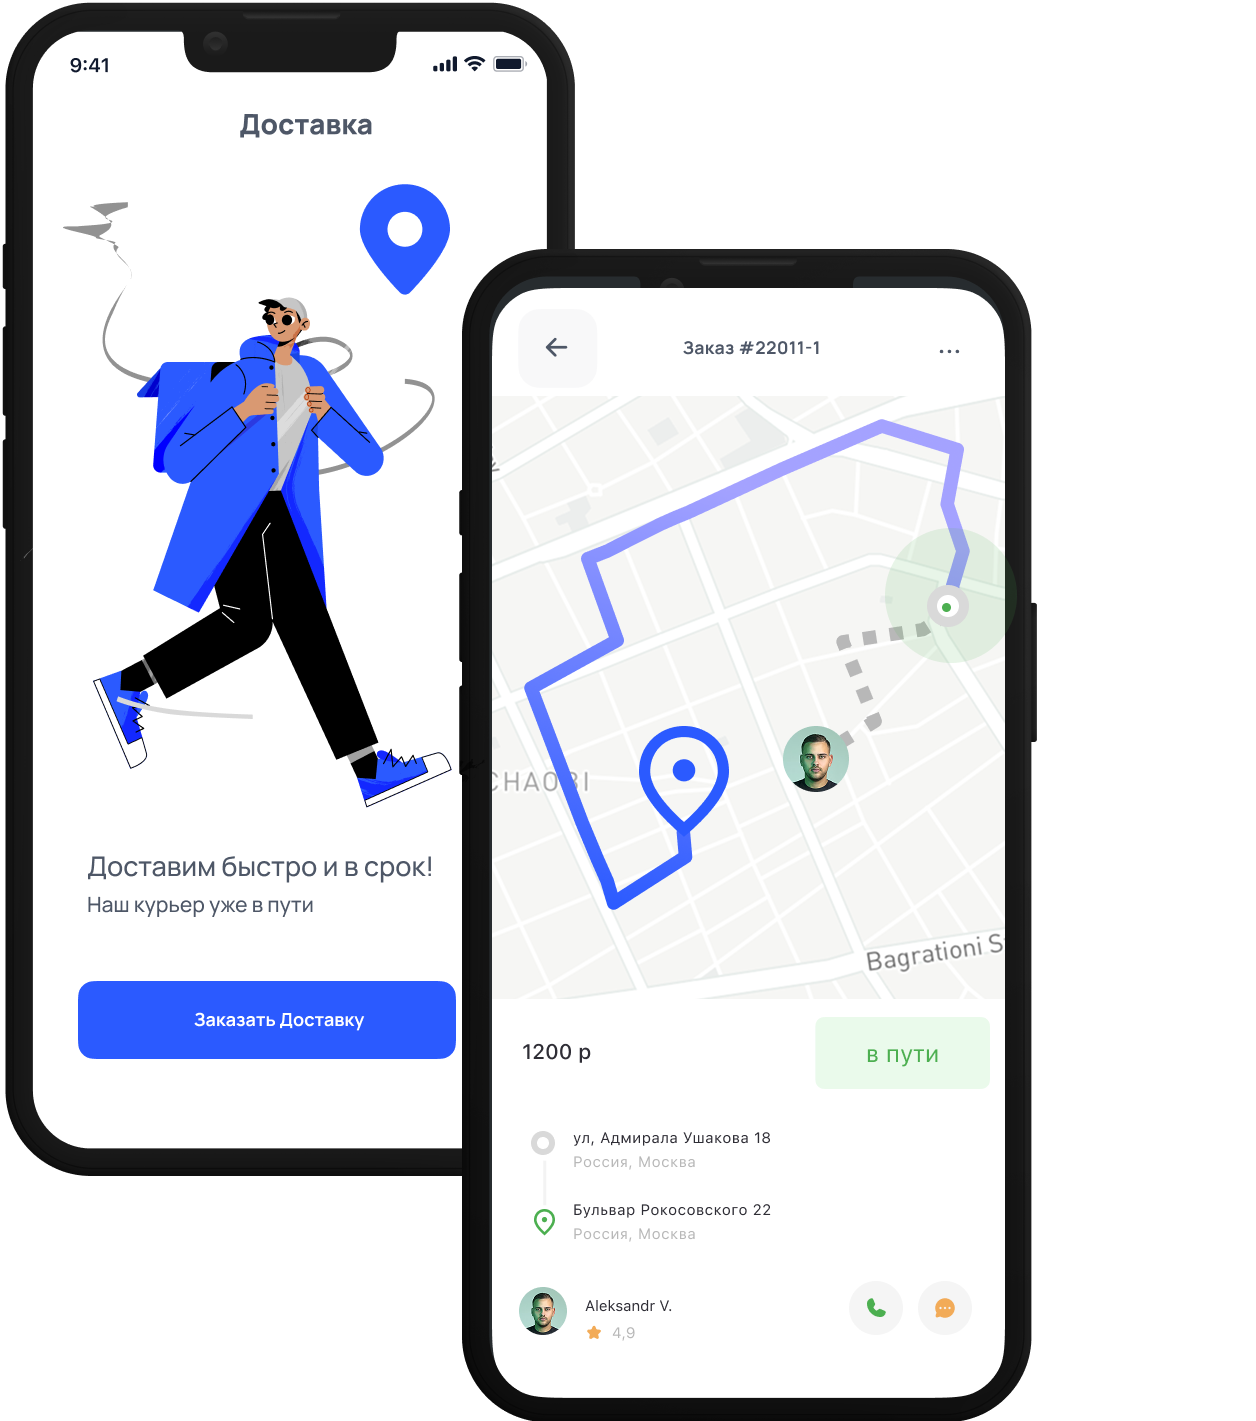 9:41
Доставка
Доставим быстро и в срок!
Наш курьер уже в пути
Заказать Доставку
Заказ #22011-1
...
Bagrationi S
1200 р
в пути
ул, Адмирала Ушакова 18
Россия, Москва
Бульвар Рокосовского 22
Россия, Москва
Aleksandr V.
4,9